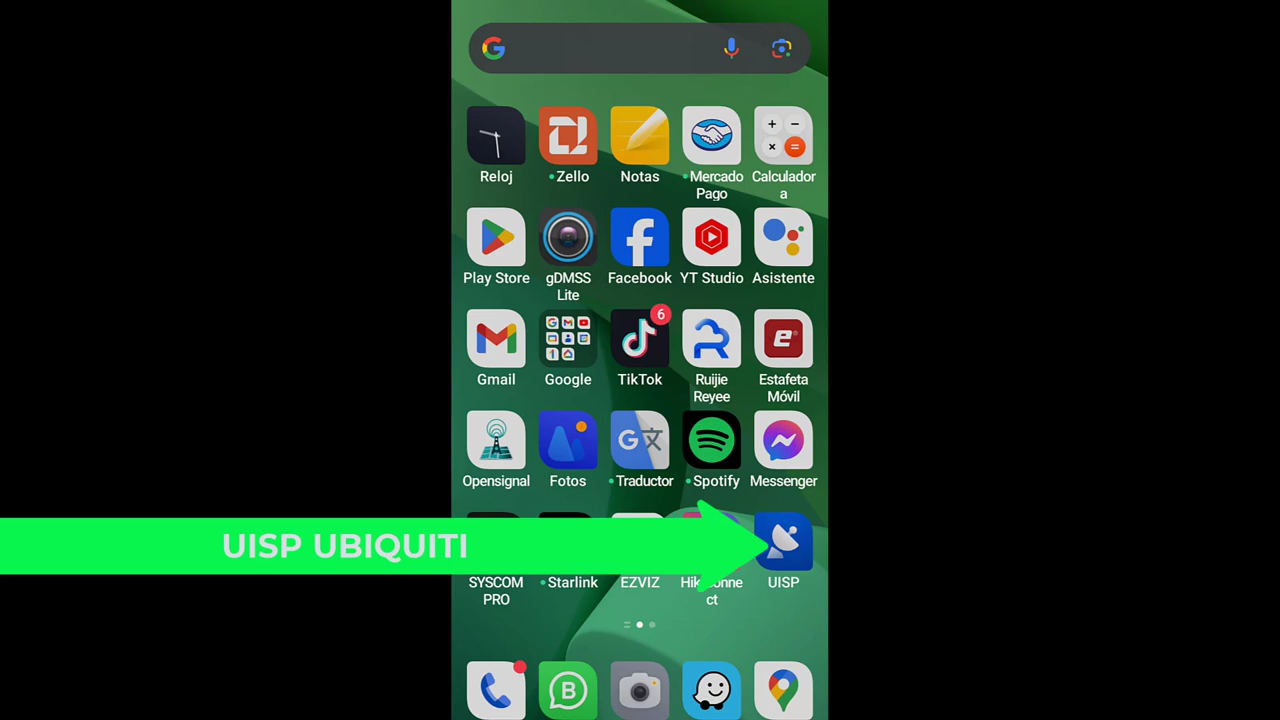 Reloj
Zello
Notas
Mercado
Pago
Calculador
a
Play Store
gDMSS
Lite
Facebook
YT Studio
Asistente
Gmail
Google
TikTok
6
Ruijie
Reyee
Estafeta
Móvil
Opensignal
Fotos
Traductor
Spotify
Messenger
UISP UBIQUITI
SYSCOM
PRO
Starlink
EZVIZ
ct
UISP